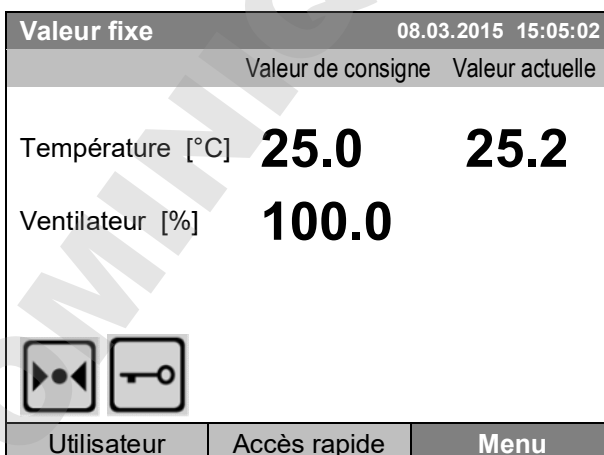 Valeur fixe 08.03.2015 15:05:02
Valeur de consigne Valeur actuelle
Température [°C] 25.0 25.2
Ventilateur [%] 100.0
Utilisateur Accès rapide Menu